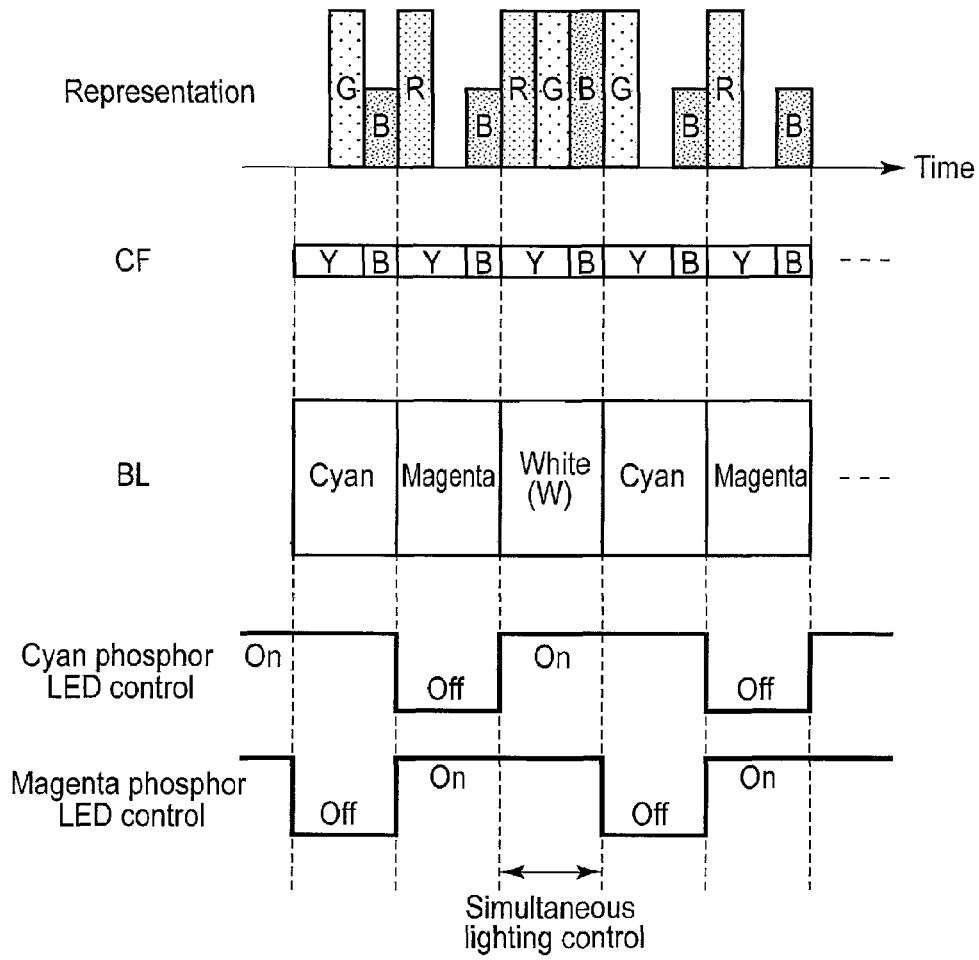 Representation
G B R B R G B G B R B
Time
CF
Y B Y B Y B Y B Y B ---
BL
Cyan Magenta White (W) Cyan Magenta ---
Cyan phosphor
LED control
On Off On Off
Magenta phosphor
LED control
Off On Off On
Simultaneous
lighting control